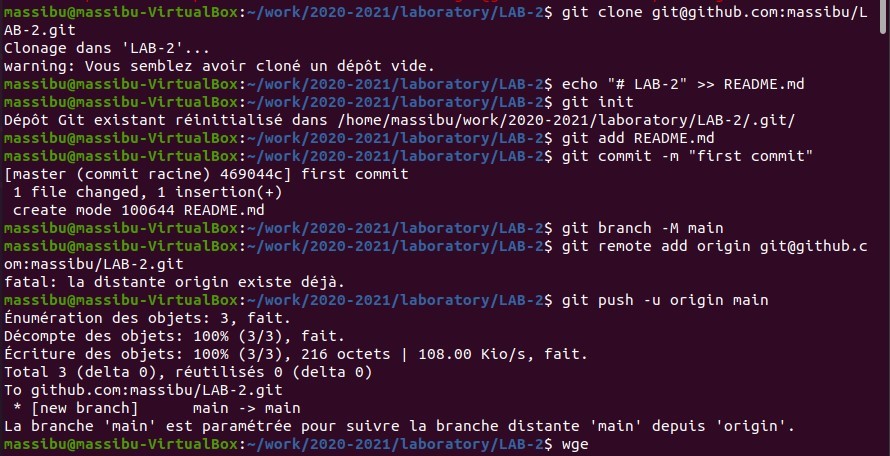 massibu@massibu-VirtualBox:~/work/2020-2021/laboratory/LAB-2$ git clone git@github.com:massibu/L
AB-2.git
Clonage dans 'LAB-2'...
warning: Vous semblez avoir cloné un dépôt vide.
massibu@massibu-VirtualBox:~/work/2020-2021/laboratory/LAB-2$ echo "# LAB-2" >> README.md
massibu@massibu-VirtualBox:~/work/2020-2021/laboratory/LAB-2$ git init
Dépôt Git existant réinitialisé dans /home/massibu/work/2020-2021/laboratory/LAB-2/.git/
massibu@massibu-VirtualBox:~/work/2020-2021/laboratory/LAB-2$ git add README.md
massibu@massibu-VirtualBox:~/work/2020-2021/laboratory/LAB-2$ git commit -m "first commit"
[master (commit racine) 469044c] first commit
 1 file changed, 1 insertion(+)
 create mode 100644 README.md
massibu@massibu-VirtualBox:~/work/2020-2021/laboratory/LAB-2$ git branch -M main
massibu@massibu-VirtualBox:~/work/2020-2021/laboratory/LAB-2$ git remote add origin git@github.c
om:massibu/LAB-2.git
fatal: la distante origin existe déjà.
massibu@massibu-VirtualBox:~/work/2020-2021/laboratory/LAB-2$ git push -u origin main
Énumération des objets: 3, fait.
Décompte des objets: 100% (3/3), fait.
Écriture des objets: 100% (3/3), 216 octets | 108.00 Kio/s, fait.
Total 3 (delta 0), réutilisés 0 (delta 0)
To github.com:massibu/LAB-2.git
 * [new branch]      main -> main
La branche 'main' est paramétrée pour suivre la branche distante 'main' depuis 'origin'.
massibu@massibu-VirtualBox:~/work/2020-2021/laboratory/LAB-2$ wge